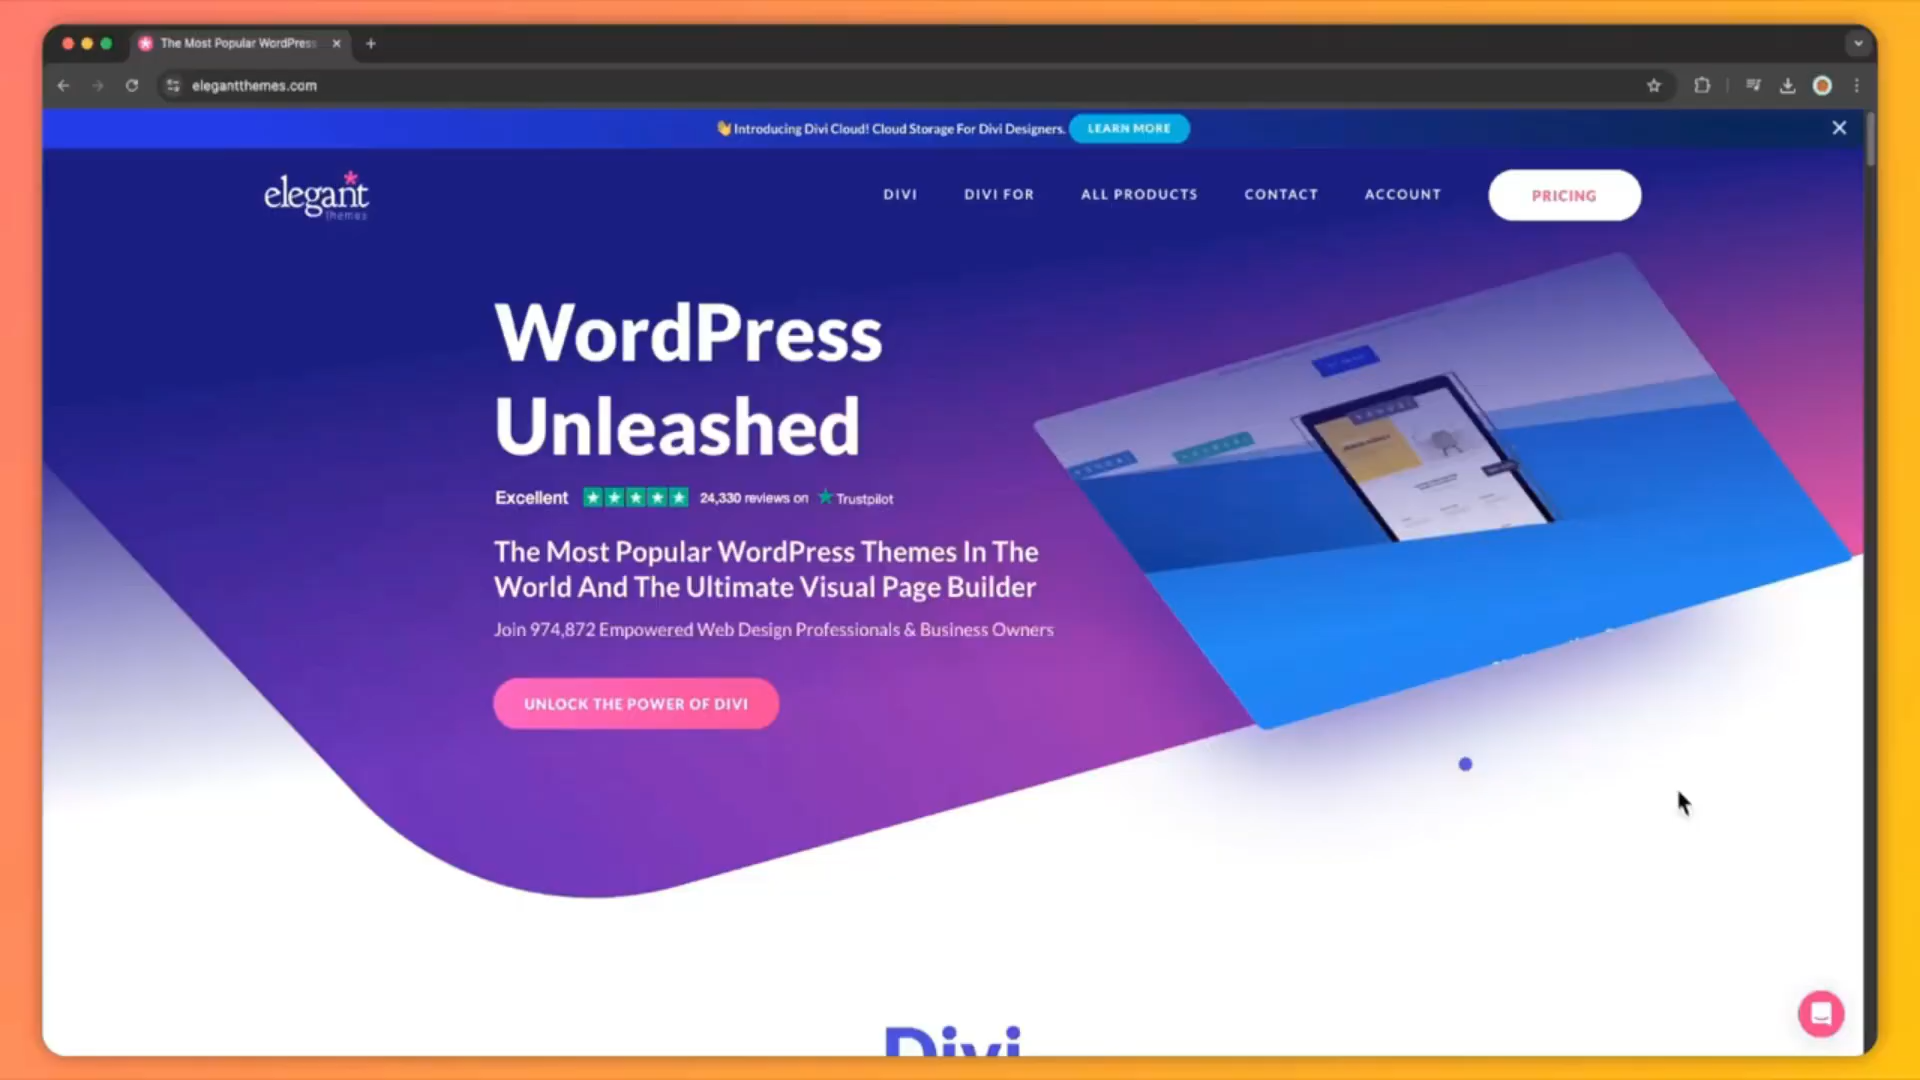 The Most Popular WordPress
elegantthemes.com
👋 Introducing Divi Cloud! Cloud Storage For Divi Designers. LEARN MORE
elegant
themes
DIVI DIVI FOR ALL PRODUCTS CONTACT ACCOUNT PRICING
WordPress
Unleashed
Excellent 24,330 reviews on Trustpilot
The Most Popular WordPress Themes In The
World And The Ultimate Visual Page Builder
Join 974,872 Empowered Web Design Professionals & Business Owners
UNLOCK THE POWER OF DIVI
Divi